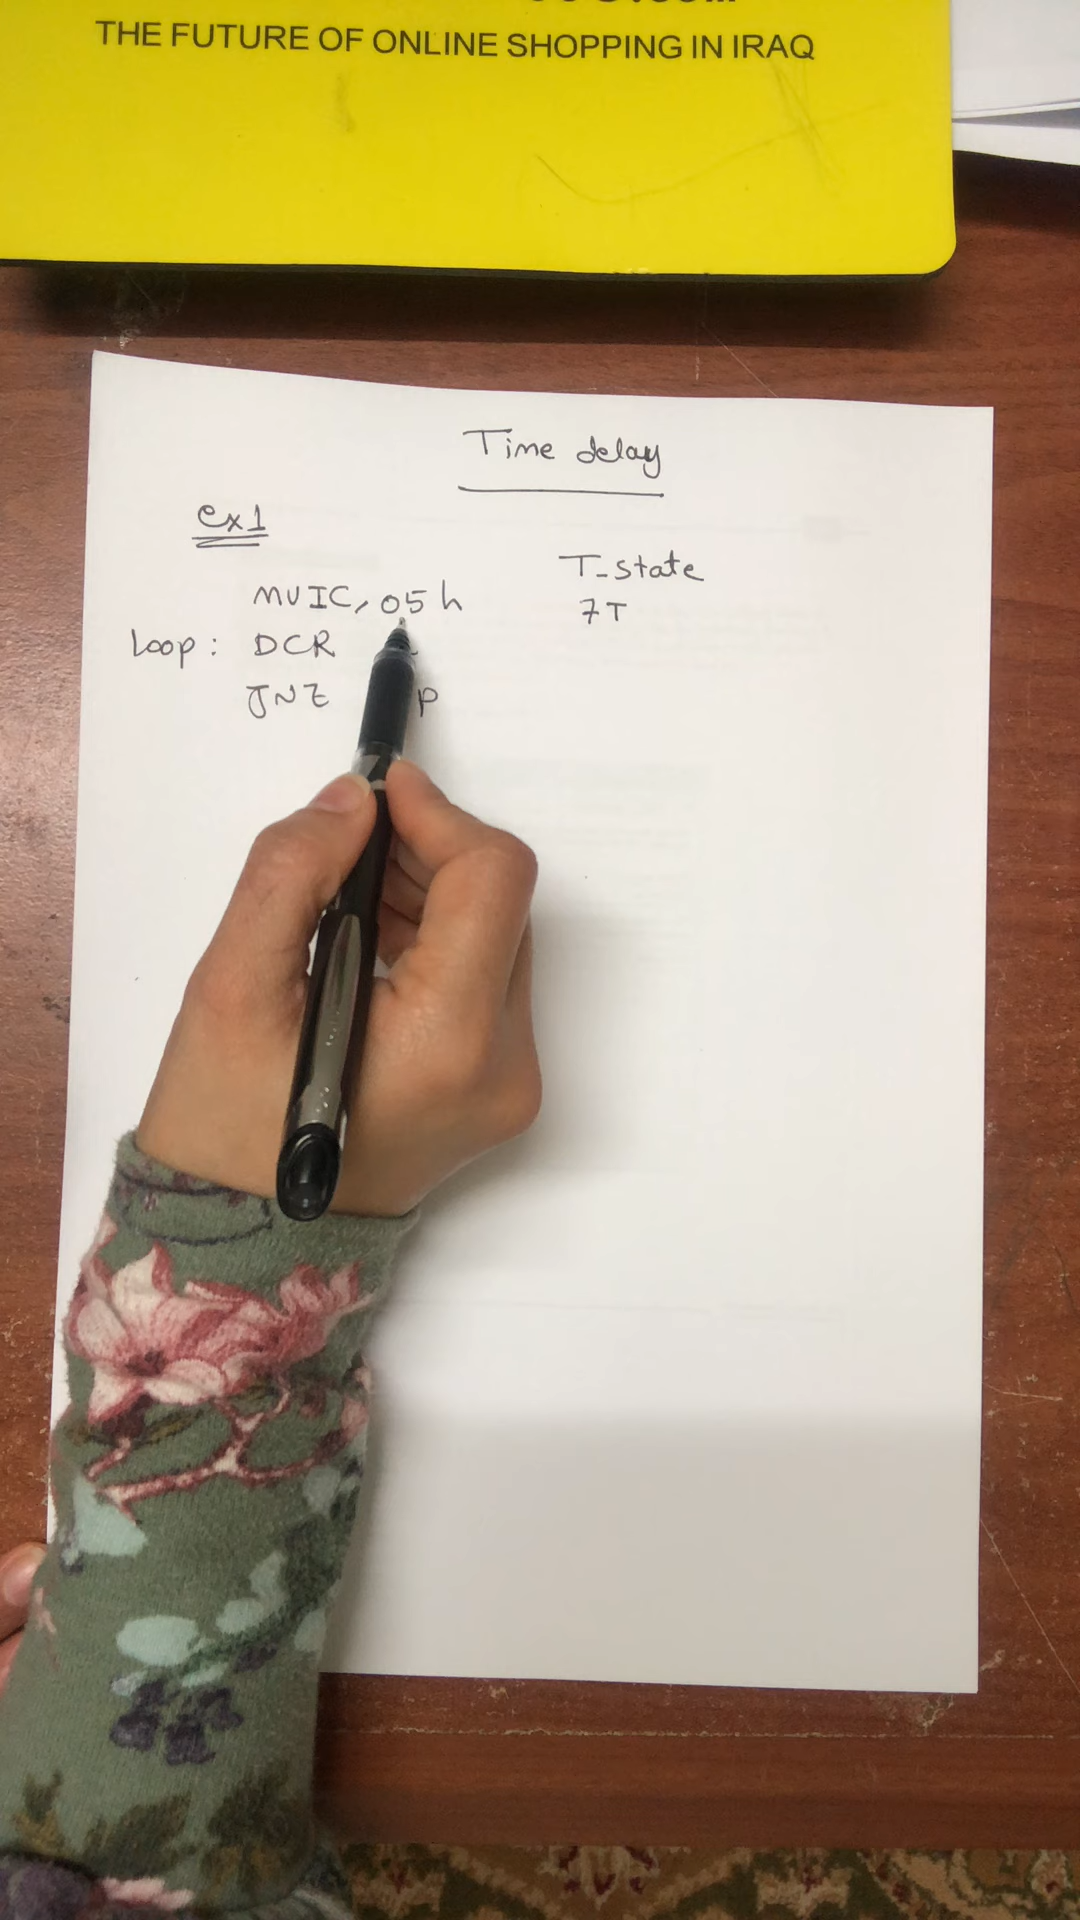 THE FUTURE OF ONLINE SHOPPING IN IRAQ
Time delay
ex1
T-state
MVIC, 05h 7T
Loop: DCR
JNZ p